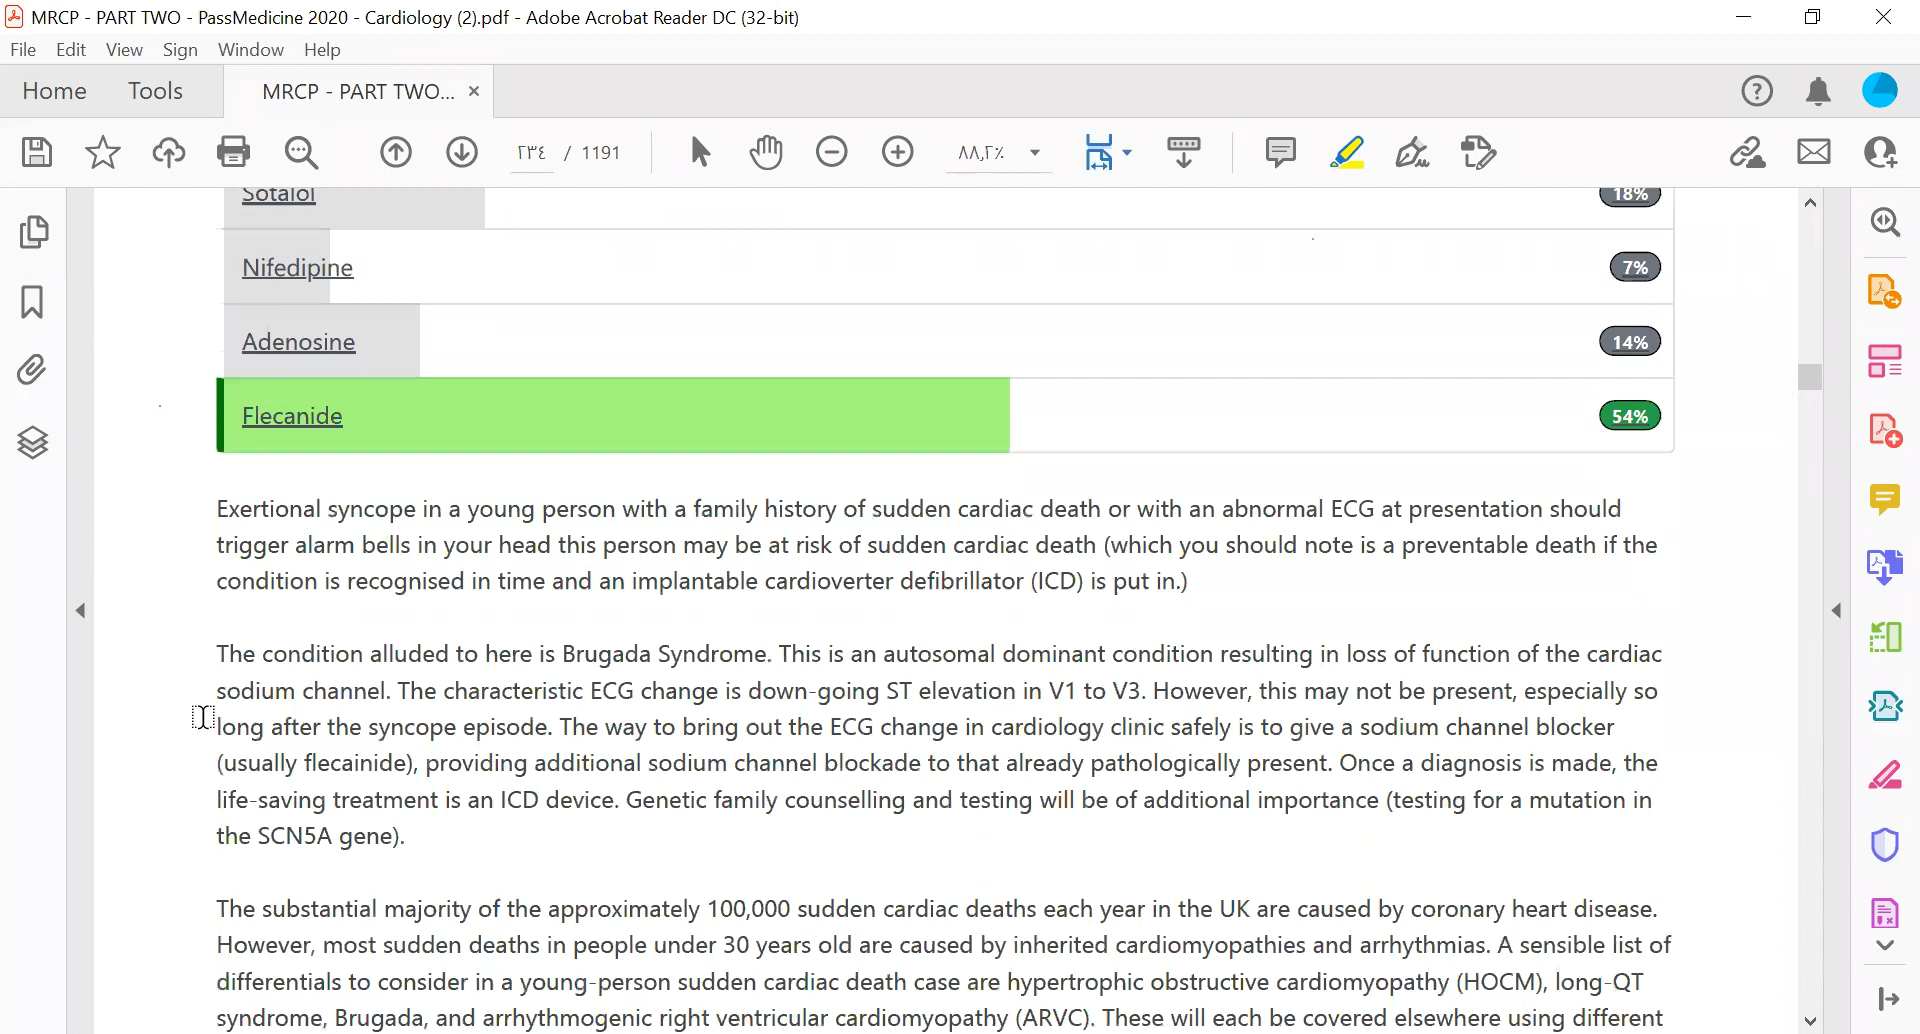 MRCP - PART TWO - PassMedicine 2020 - Cardiology (2).pdf - Adobe Acrobat Reader DC (32-bit)
File Edit View Sign Window Help
Home Tools MRCP - PART TWO... ×
٢٣٤ / 1191 ٨٨,٢٪
Sotalol 18%
Nifedipine 7%
Adenosine 14%
Flecanide 54%
Exertional syncope in a young person with a family history of sudden cardiac death or with an abnormal ECG at presentation should
trigger alarm bells in your head this person may be at risk of sudden cardiac death (which you should note is a preventable death if the
condition is recognised in time and an implantable cardioverter defibrillator (ICD) is put in.)
The condition alluded to here is Brugada Syndrome. This is an autosomal dominant condition resulting in loss of function of the cardiac
sodium channel. The characteristic ECG change is down-going ST elevation in V1 to V3. However, this may not be present, especially so
long after the syncope episode. The way to bring out the ECG change in cardiology clinic safely is to give a sodium channel blocker
(usually flecainide), providing additional sodium channel blockade to that already pathologically present. Once a diagnosis is made, the
life-saving treatment is an ICD device. Genetic family counselling and testing will be of additional importance (testing for a mutation in
the SCN5A gene).
The substantial majority of the approximately 100,000 sudden cardiac deaths each year in the UK are caused by coronary heart disease.
However, most sudden deaths in people under 30 years old are caused by inherited cardiomyopathies and arrhythmias. A sensible list of
differentials to consider in a young-person sudden cardiac death case are hypertrophic obstructive cardiomyopathy (HOCM), long-QT
syndrome, Brugada, and arrhythmogenic right ventricular cardiomyopathy (ARVC). These will each be covered elsewhere using different